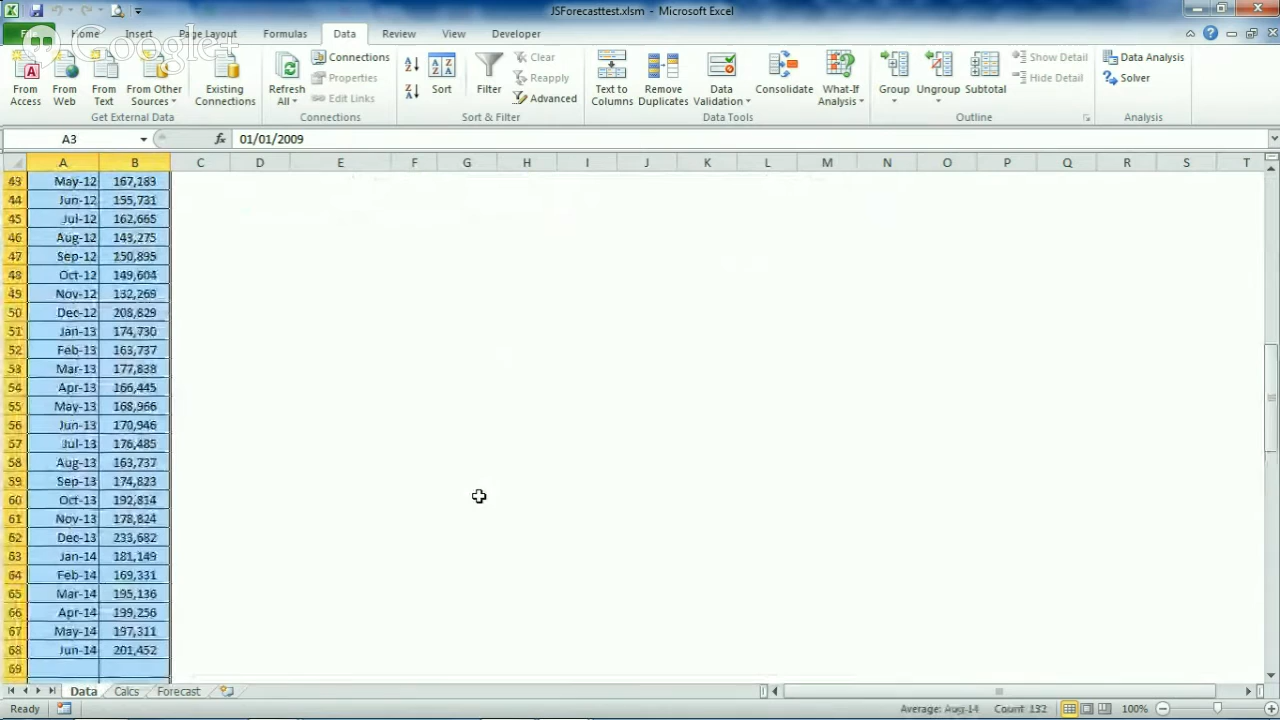 JSForecasttest.xlsm - Microsoft Excel
File Home Insert Page Layout Formulas Data Review View Developer
Google+
From Access
From Web
From Text
From Other Sources
Existing Connections
Get External Data
Refresh All
Connections
Properties
Edit Links
Connections
Sort
Filter
Clear
Reapply
Advanced
Sort & Filter
Text to Columns
Remove Duplicates
Data Validation
Consolidate
What-If Analysis
Data Tools
Group
Ungroup
Subtotal
Show Detail
Hide Detail
Outline
Data Analysis
Solver
Analysis
A3 fx 01/01/2009
A B C D E F G H I J K L M N O P Q R S T
43 May-12 167,183
44 Jun-12 155,731
45 Jul-12 162,665
46 Aug-12 143,275
47 Sep-12 150,895
48 Oct-12 149,604
49 Nov-12 132,269
50 Dec-12 208,829
51 Jan-13 174,730
52 Feb-13 163,737
53 Mar-13 177,838
54 Apr-13 166,445
55 May-13 168,966
56 Jun-13 170,946
57 Jul-13 176,485
58 Aug-13 163,737
59 Sep-13 174,823
60 Oct-13 192,814
61 Nov-13 178,824
62 Dec-13 233,682
63 Jan-14 181,149
64 Feb-14 169,331
65 Mar-14 195,136
66 Apr-14 199,256
67 May-14 197,311
68 Jun-14 201,452
69
Data Calcs Forecast
Ready Average: Aug-14 Count: 132 100%